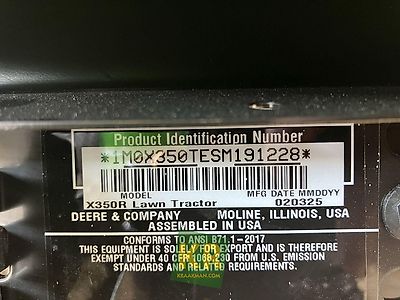 Product Identification Number
*1M0X350TESM191228*
MODEL MFG DATE MMDDYY
X350R Lawn Tractor 020325
DEERE & COMPANY MOLINE, ILLINOIS, USA
ASSEMBLED IN USA
CONFORMS TO ANSI B71.1-2017
THIS EQUIPMENT IS SOLELY FOR EXPORT AND IS THEREFORE
EXEMPT UNDER 40 CFR 1068.230 FROM U.S. EMISSION
STANDARDS AND RELATED REQUIREMENTS.
KRAAKMAN.COM